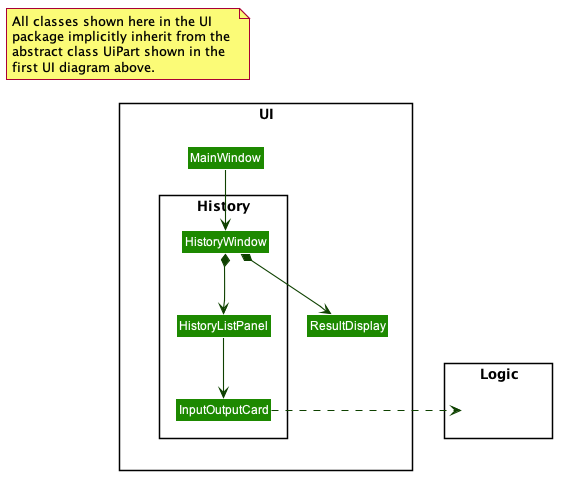 All classes shown here in the UI
package implicitly inherit from the
abstract class UiPart shown in the
first UI diagram above.
UI
MainWindow
History
HistoryWindow
HistoryListPanel
ResultDisplay
Logic
InputOutputCard